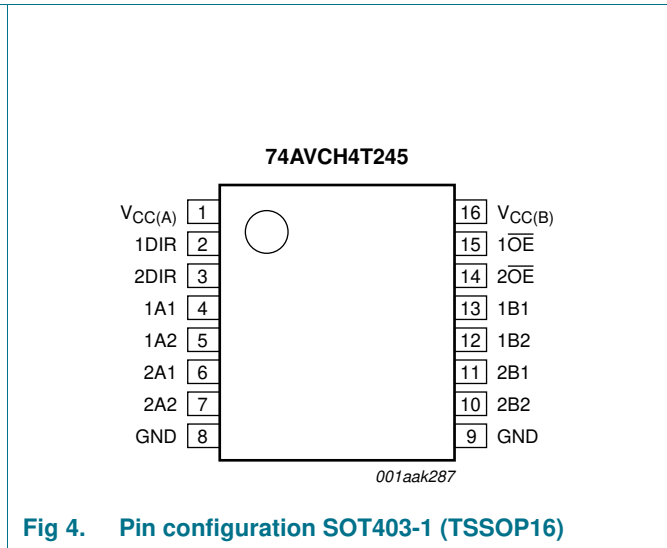 74AVCH4T245
VCC(A) 1 16 VCC(B)
1DIR 2 15 1O̅E̅
2DIR 3 14 2O̅E̅
1A1 4 13 1B1
1A2 5 12 1B2
2A1 6 11 2B1
2A2 7 10 2B2
GND 8 9 GND
001aak287
Fig 4. Pin configuration SOT403-1 (TSSOP16)